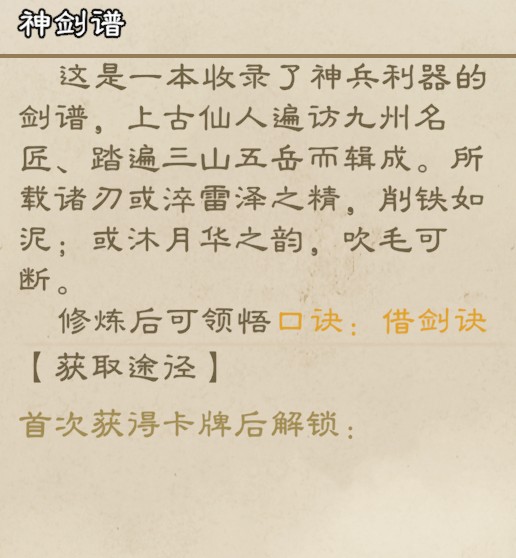 神剑谱
这是一本收录了神兵利器的
剑谱，上古仙人遍访九州名
匠、踏遍三山五岳而辑成。所
载诸刃或淬雷泽之精，削铁如
泥；或沐月华之韵，吹毛可
断。
修炼后可领悟口诀：借剑诀
【获取途径】
首次获得卡牌后解锁：